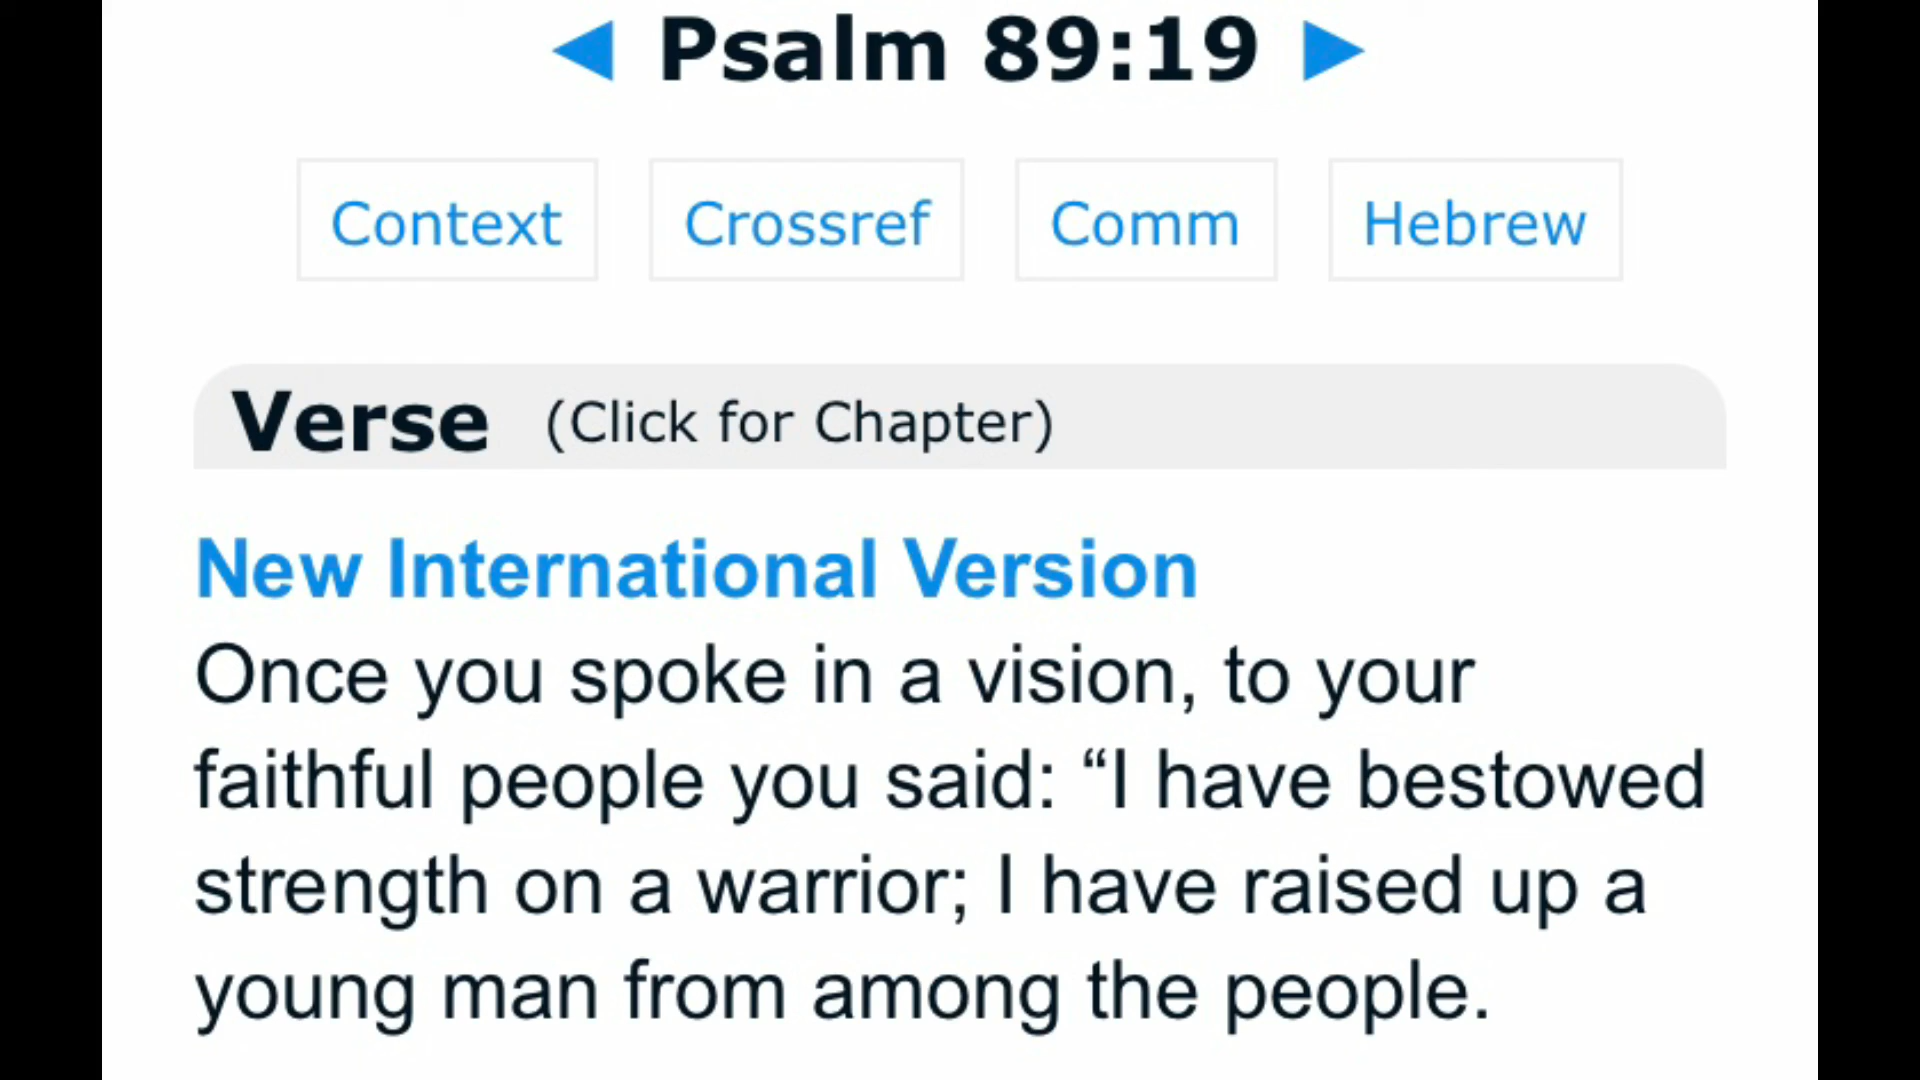 Psalm 89:19
Context Crossref Comm Hebrew
Verse (Click for Chapter)
New International Version
Once you spoke in a vision, to your
faithful people you said: “I have bestowed
strength on a warrior; I have raised up a
young man from among the people.